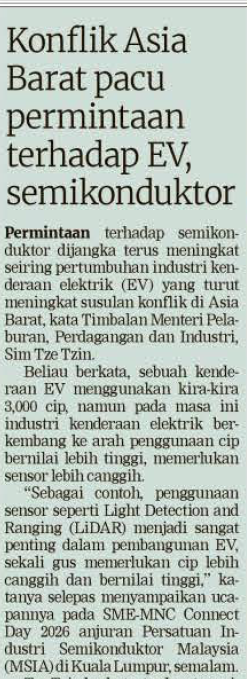 Konflik Asia
Barat pacu
permintaan
terhadap EV,
semikonduktor
Permintaan terhadap semikon-
duktor dijangka terus meningkat
seiring pertumbuhan industri ken-
deraan elektrik (EV) yang turut
meningkat susulan konflik di Asia
Barat, kata Timbalan Menteri Pela-
buran, Perdagangan dan Industri,
Sim Tze Tzin.
Beliau berkata, sebuah kende-
raan EV menggunakan kira-kira
3,000 cip, namun pada masa ini
industri kenderaan elektrik ber-
kembang ke arah penggunaan cip
bernilai lebih tinggi, memerlukan
sensor lebih canggih.
“Sebagai contoh, penggunaan
sensor seperti Light Detection and
Ranging (LiDAR) menjadi sangat
penting dalam pembangunan EV,
sekali gus memerlukan cip lebih
canggih dan bernilai tinggi,” ka-
tanya selepas menyampaikan uca-
pannya pada SME-MNC Connect
Day 2026 anjuran Persatuan In-
dustri Semikonduktor Malaysia
(MSIA) di Kuala Lumpur, semalam.